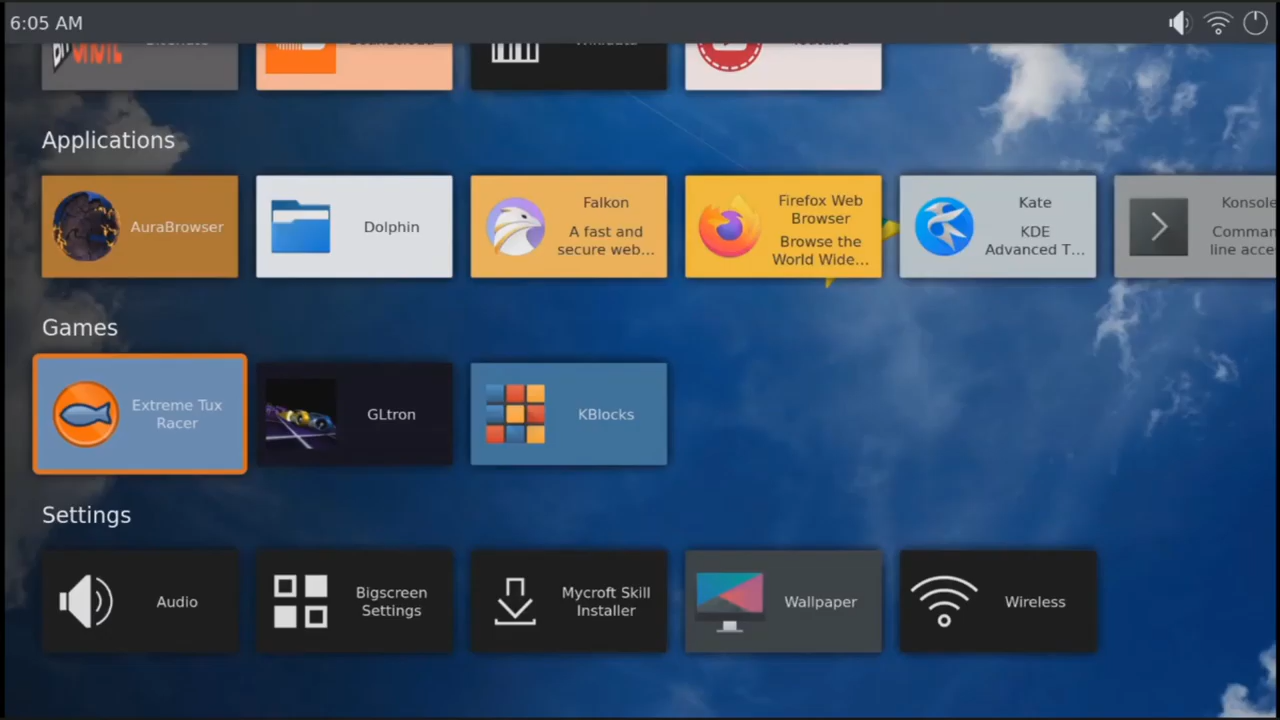 6:05 AM
Applications
AuraBrowser
Dolphin
Falkon
A fast and
secure web...
Firefox Web
Browser
Browse the
World Wide...
Kate
KDE
Advanced T...
Konsole
Comman
line acce
Games
Extreme Tux
Racer
GLtron
KBlocks
Settings
Audio
Bigscreen
Settings
Mycroft Skill
Installer
Wallpaper
Wireless